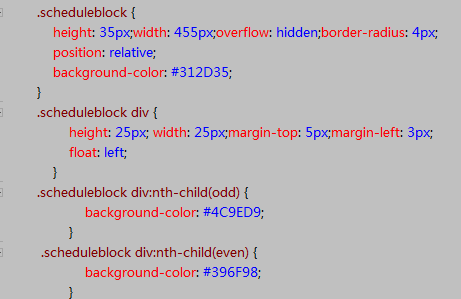 .scheduleblock {
height: 35px;width: 455px;overflow: hidden;border-radius: 4px;
position: relative;
background-color: #312D35;
}
.scheduleblock div {
height: 25px; width: 25px;margin-top: 5px;margin-left: 3px;
float: left;
}
.scheduleblock div:nth-child(odd) {
background-color: #4C9ED9;
}
.scheduleblock div:nth-child(even) {
background-color: #396F98;
}